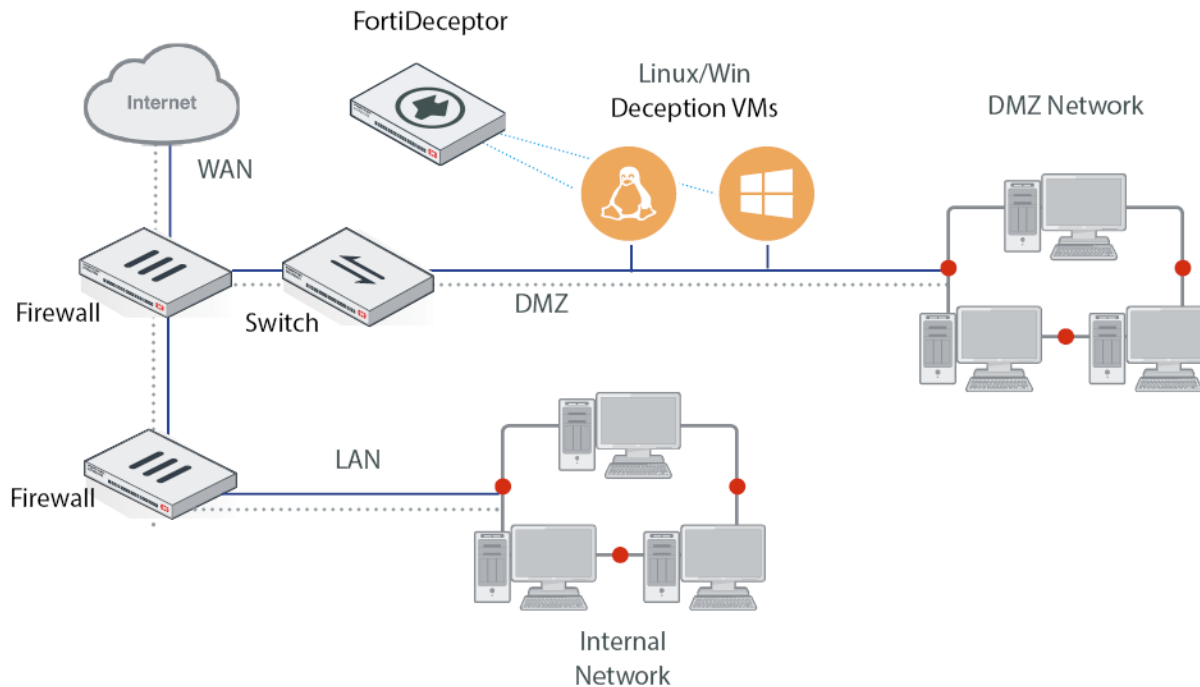 FortiDeceptor
Internet
Linux/Win
Deception VMs
DMZ Network
WAN
Firewall
Switch
DMZ
Firewall
LAN
Internal
Network